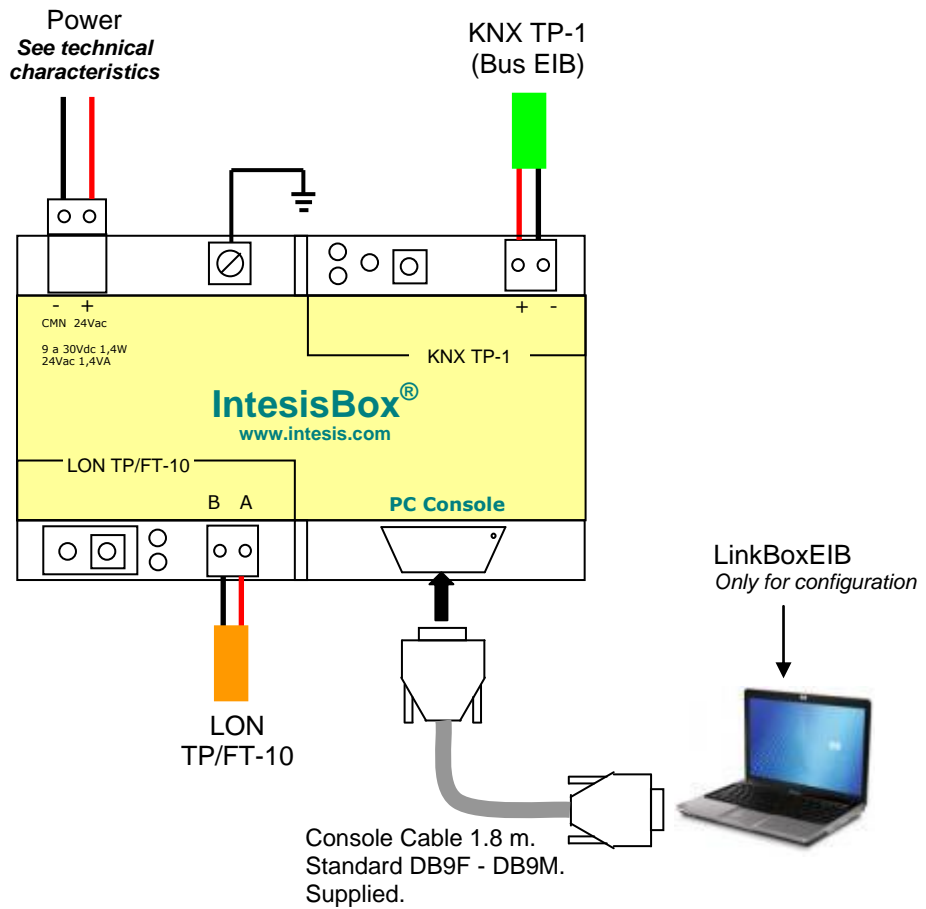 Power
See technical
characteristics
KNX TP-1
(Bus EIB)
- +
CMN 24Vac
9 a 30Vdc 1,4W
24Vac 1,4VA
+ -
KNX TP-1
IntesisBox®
www.intesis.com
LON TP/FT-10
B A
PC Console
LinkBoxEIB
Only for configuration
LON
TP/FT-10
Console Cable 1.8 m.
Standard DB9F - DB9M.
Supplied.